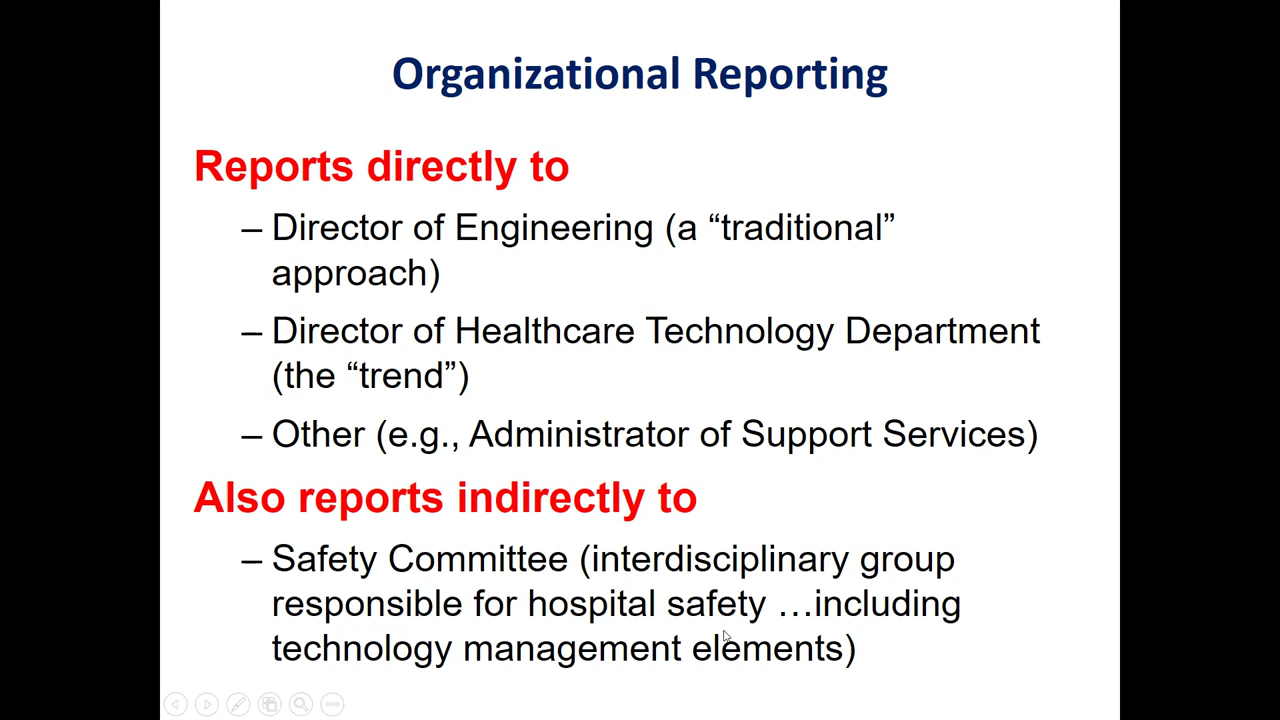 Organizational Reporting
Reports directly to
– Director of Engineering (a “traditional”
approach)
– Director of Healthcare Technology Department
(the “trend”)
– Other (e.g., Administrator of Support Services)
Also reports indirectly to
– Safety Committee (interdisciplinary group
responsible for hospital safety …including
technology management elements)